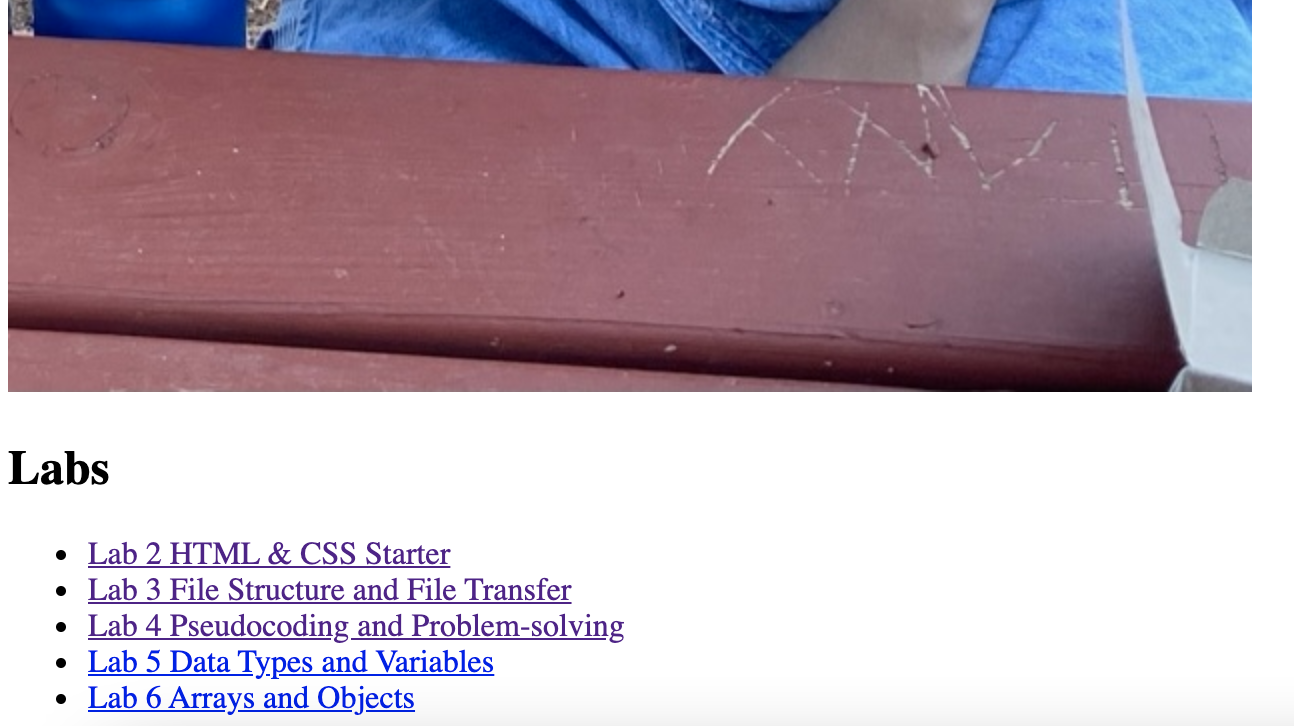 Labs
Lab 2 HTML & CSS Starter
Lab 3 File Structure and File Transfer
Lab 4 Pseudocoding and Problem-solving
Lab 5 Data Types and Variables
Lab 6 Arrays and Objects